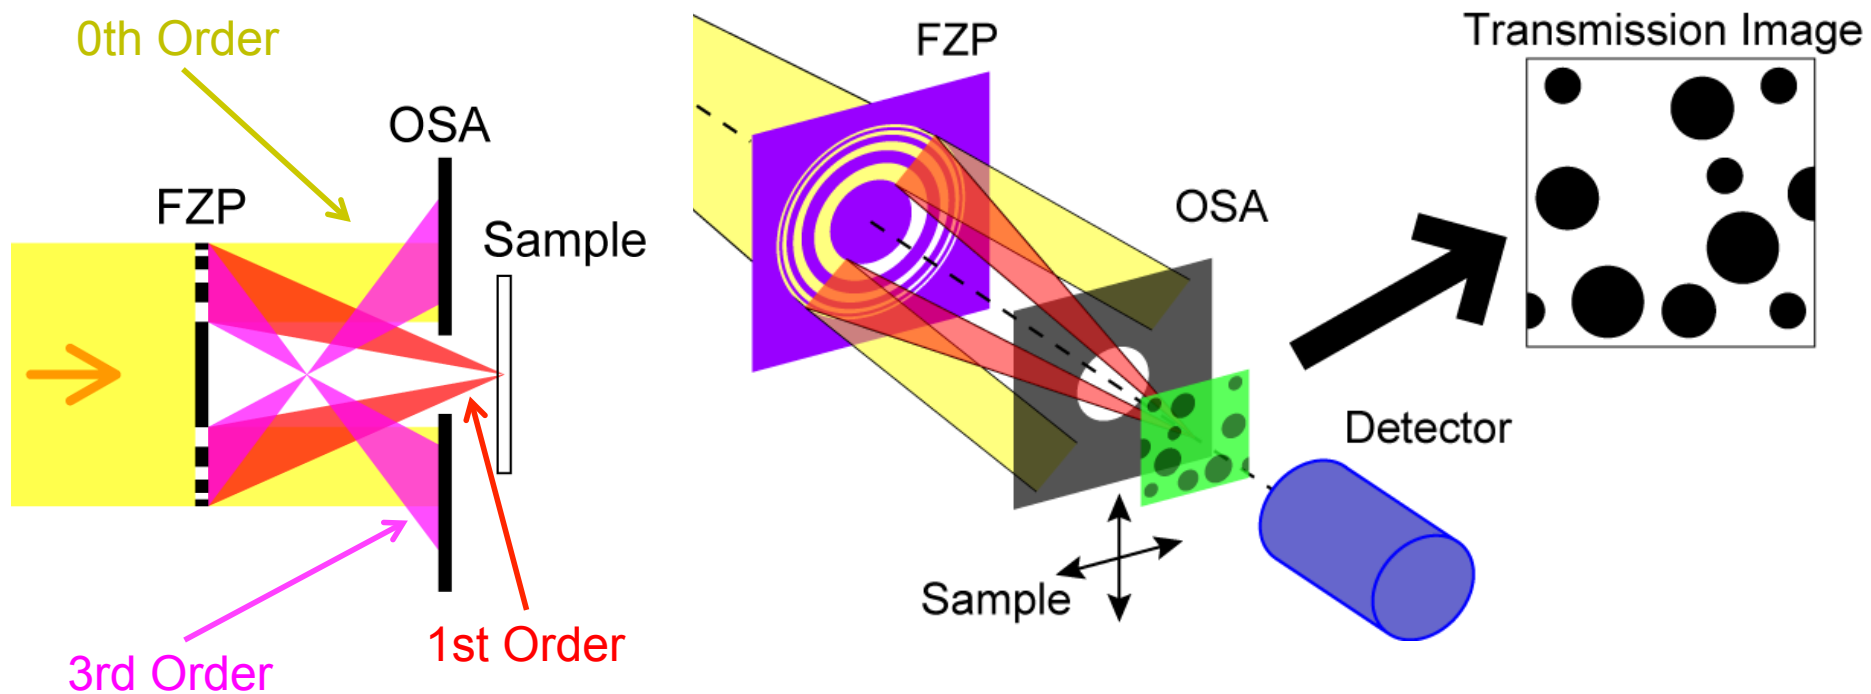 0th Order
OSA
FZP
Sample
1st Order
3rd Order
FZP
OSA
Sample
Detector
Transmission Image